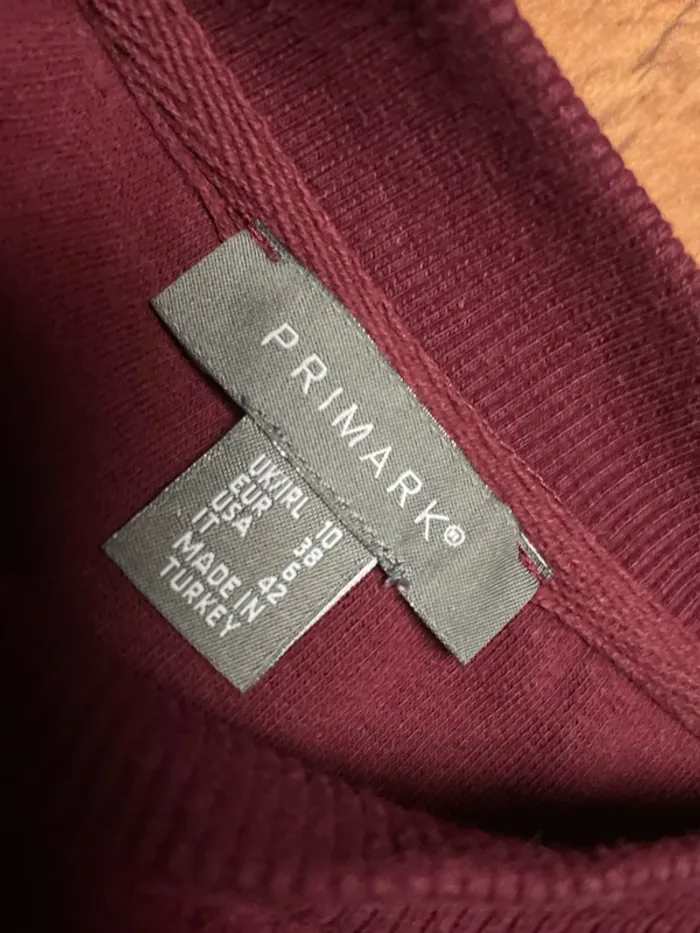 PRIMARK®
UK/IRL 10
EUR 38
USA 6
IT 42
MADE IN
TURKEY